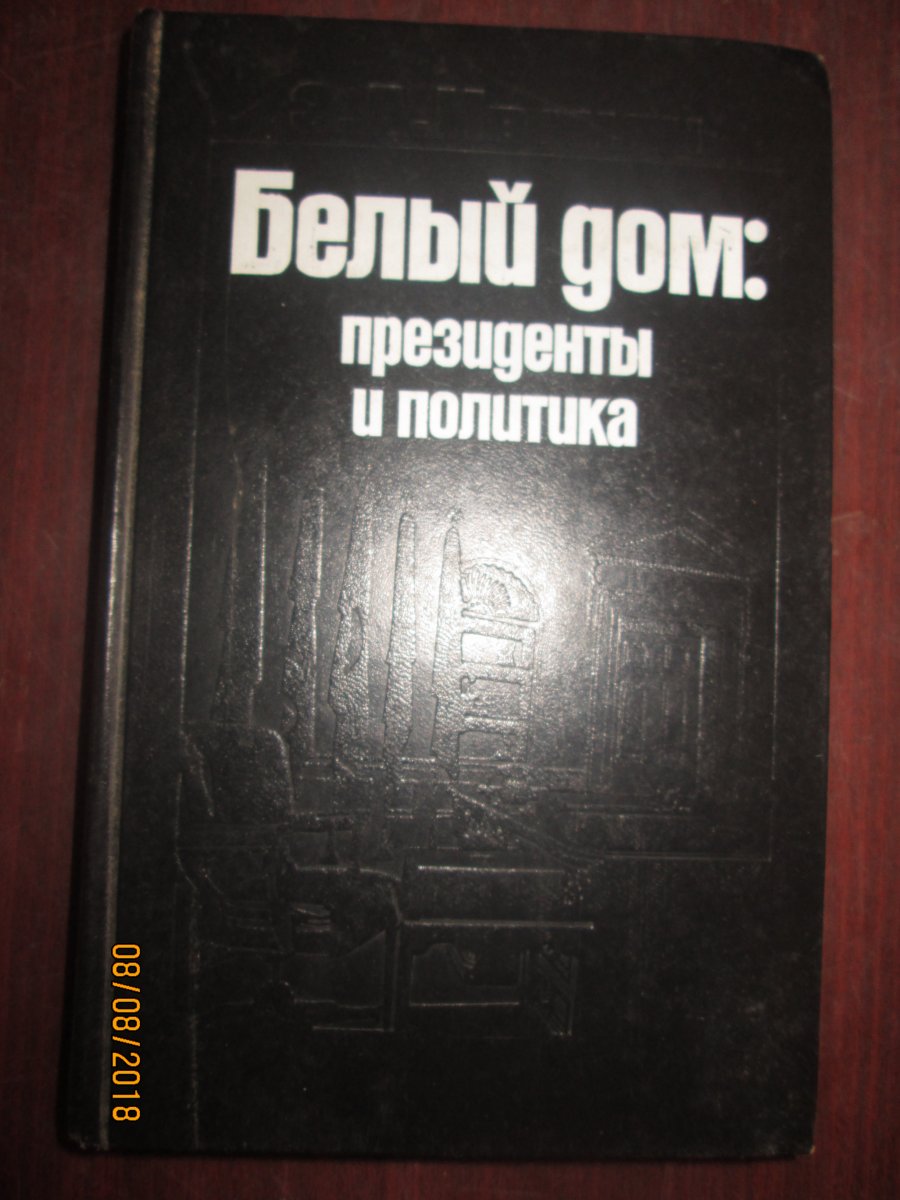 Белый дом:
президенты
и политика
08/08/2018